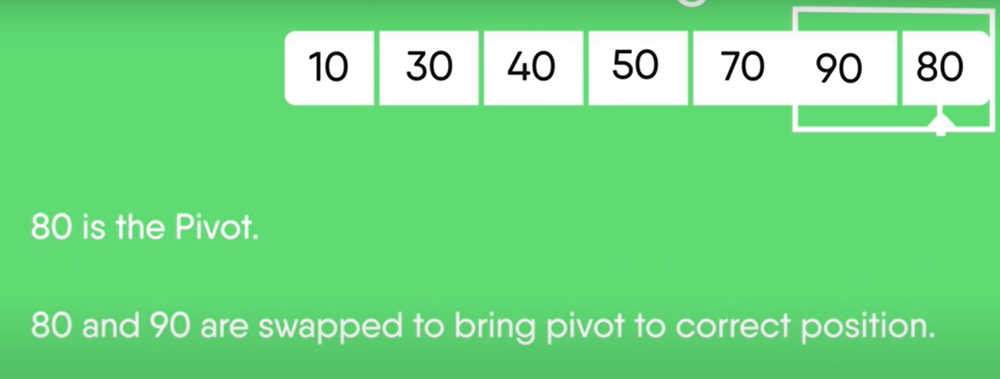 10 30 40 50 70 90 80
80 is the Pivot.
80 and 90 are swapped to bring pivot to correct position.